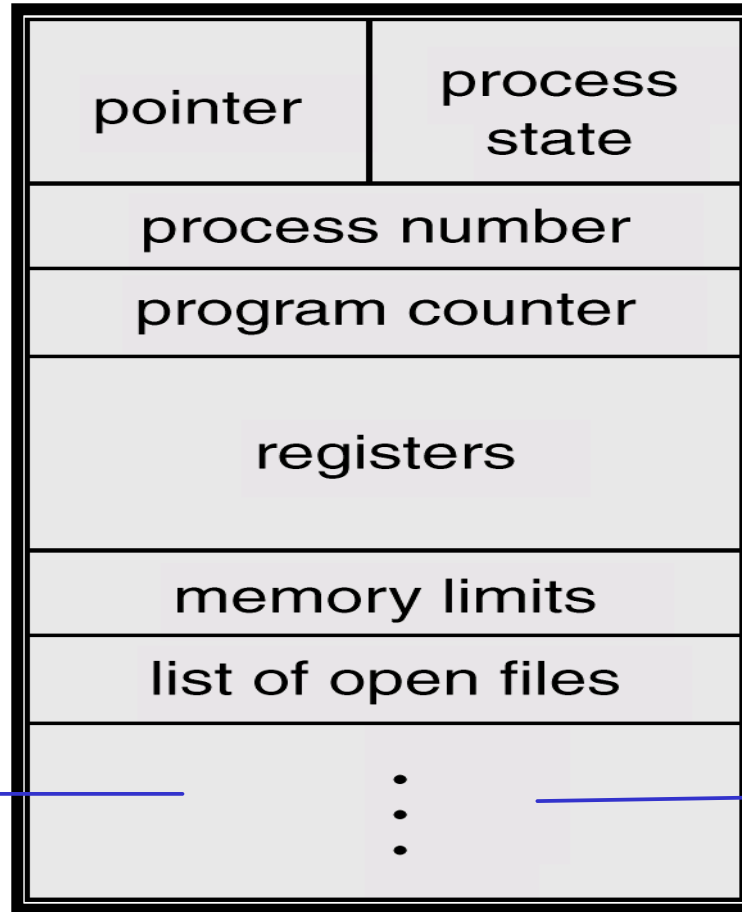 pointer
process
state
process number
program counter
registers
memory limits
list of open files